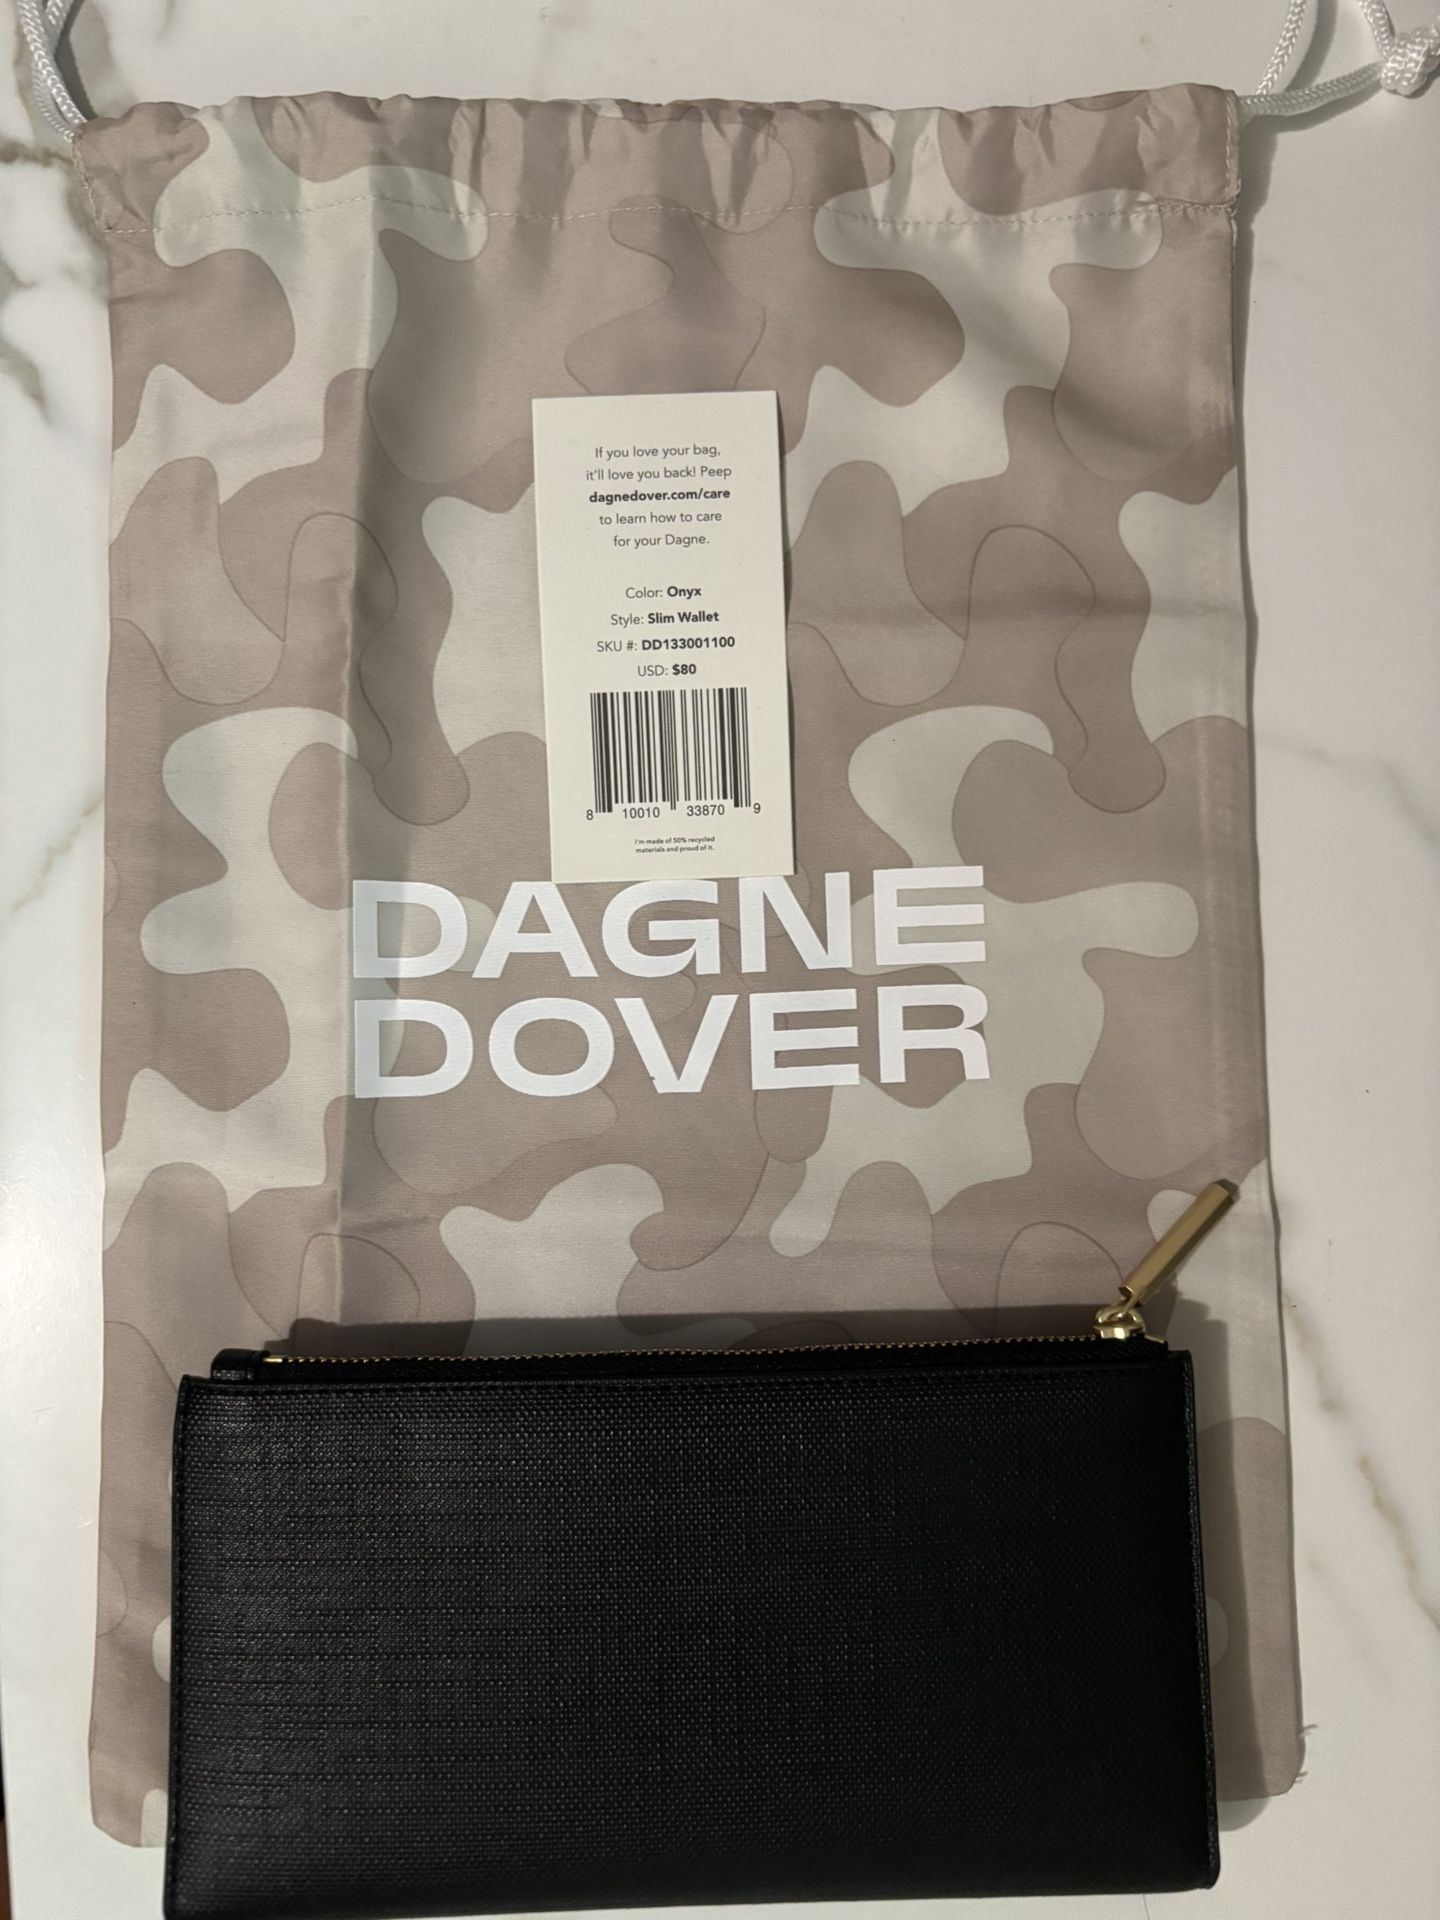 If you love your bag,
it'll love you back! Peep
dagnedover.com/care
to learn how to care
for your Dagne.
Color: Onyx
Style: Slim Wallet
SKU #: DD133001100
USD: $80
8 10010 33870 9
I'm made of 50% recycled
materials and proud of it.
DAGNE
DOVER